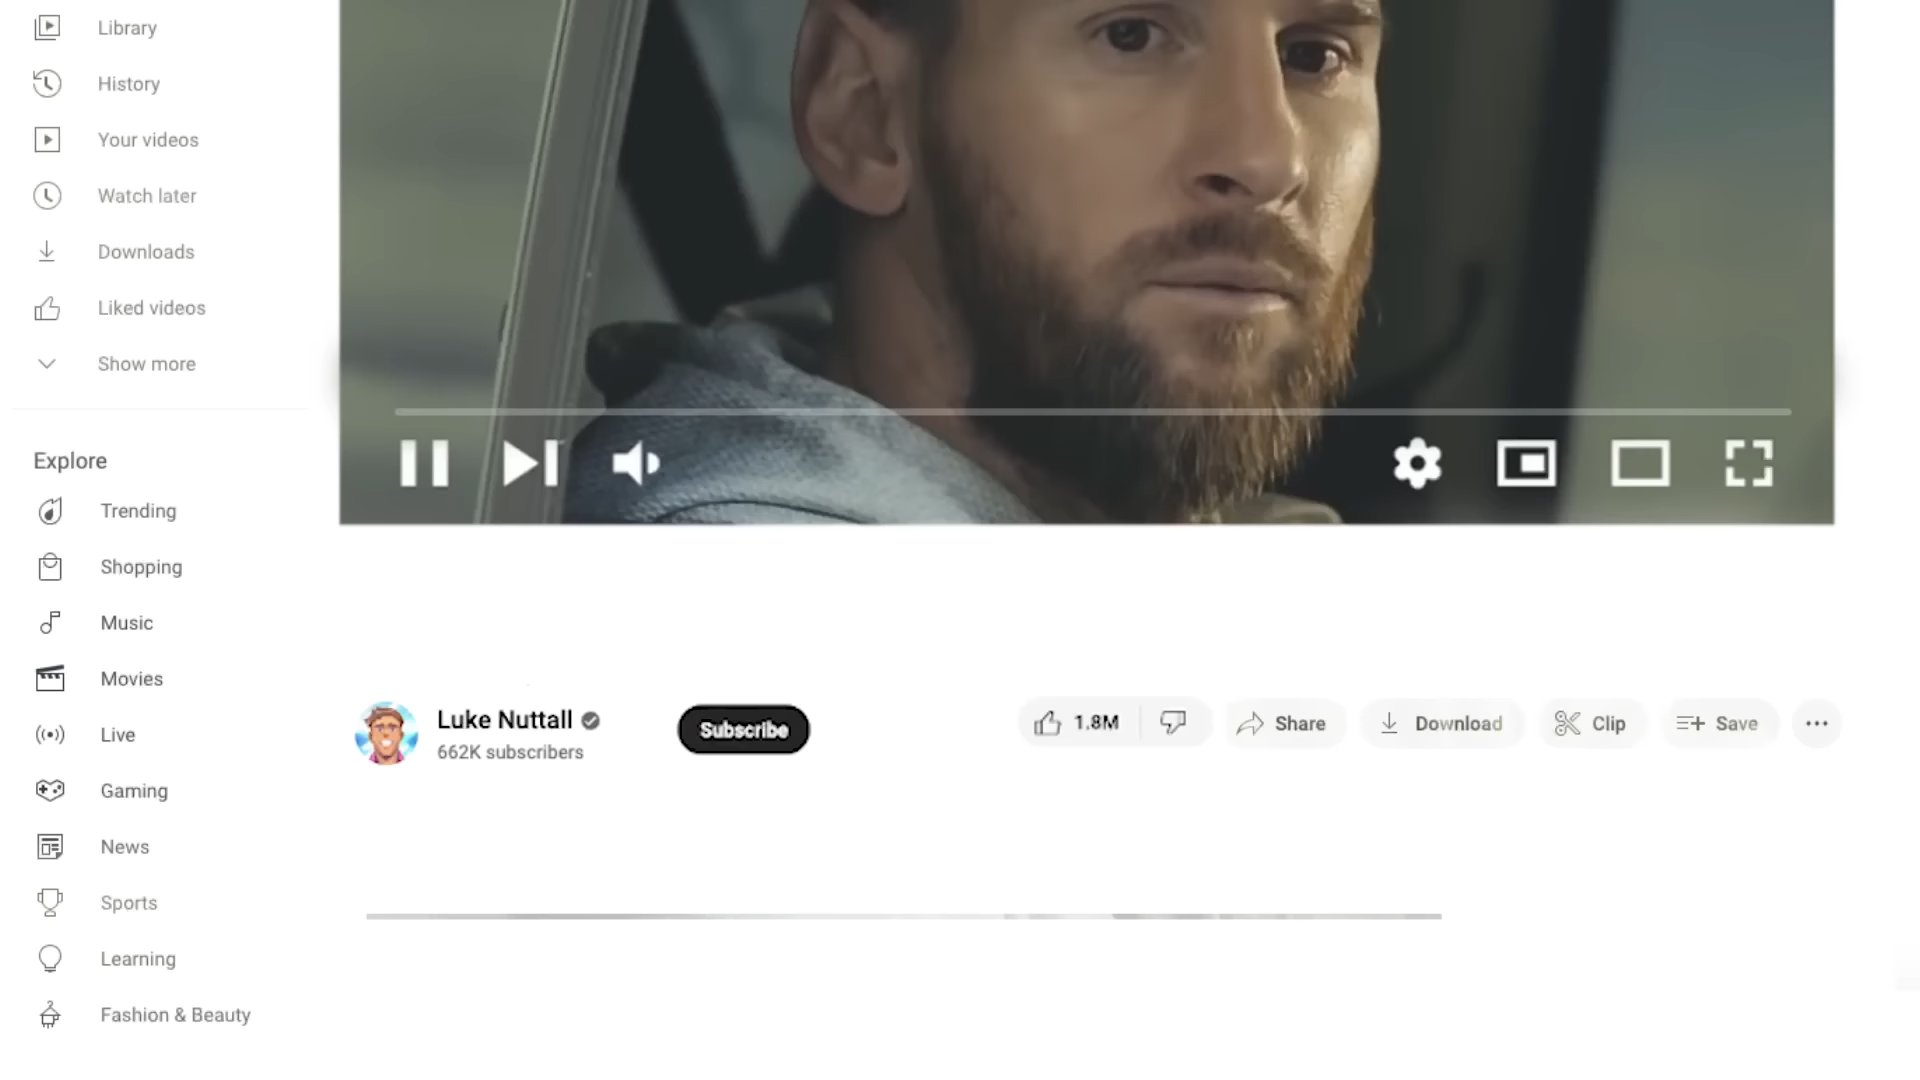 Library
History
Your videos
Watch later
Downloads
Liked videos
Show more
Explore
Trending
Shopping
Music
Movies
Live
Gaming
News
Sports
Learning
Fashion & Beauty
Luke Nuttall
662K subscribers
Subscribe
1.8M
Share
Download
Clip
Save